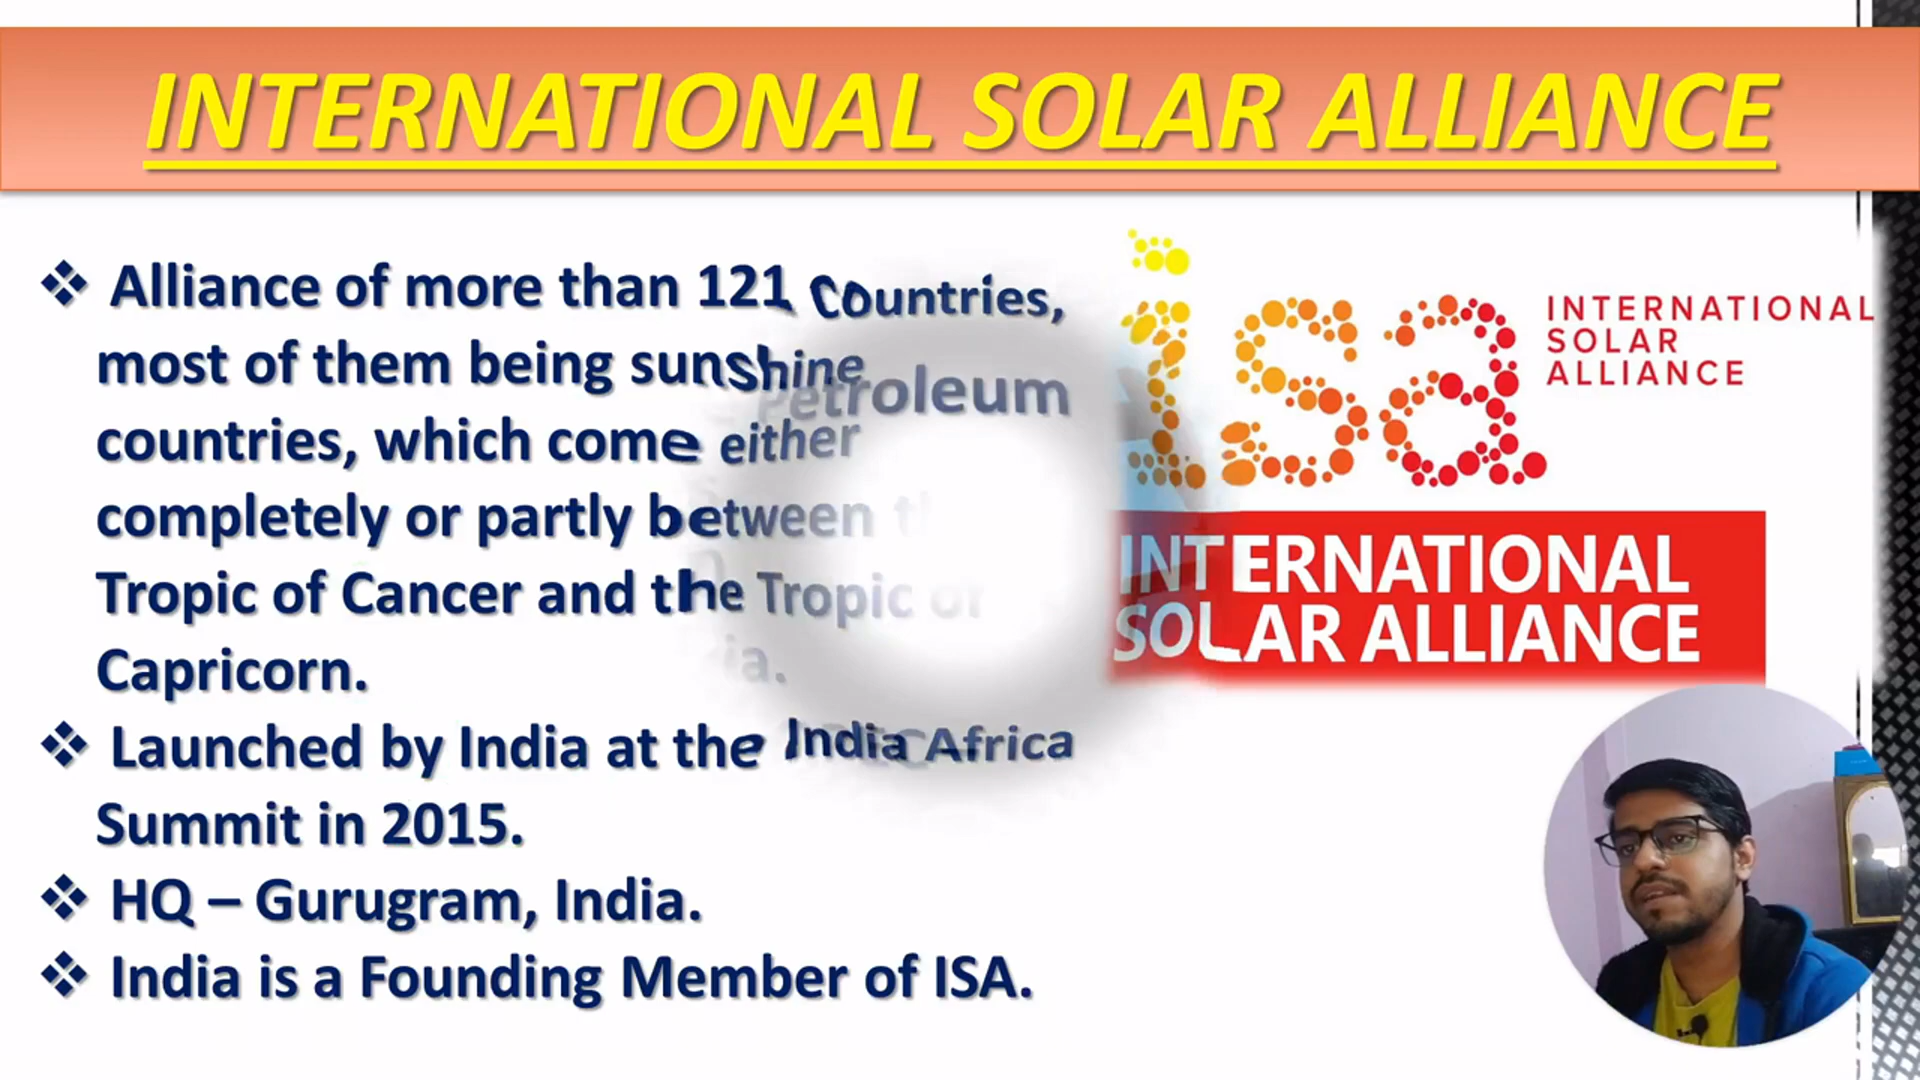 INTERNATIONAL SOLAR ALLIANCE
❖ Alliance of more than 121 Countries,
most of them being sunshine
Petroleum
countries, which come either
completely or partly between
Tropic of Cancer and the Tropic of
Capricorn.
❖ Launched by India at the India Africa
Summit in 2015.
❖ HQ – Gurugram, India.
❖ India is a Founding Member of ISA.
isa
INTERNATIONAL
SOLAR
ALLIANCE
INTERNATIONAL
SOLAR ALLIANCE